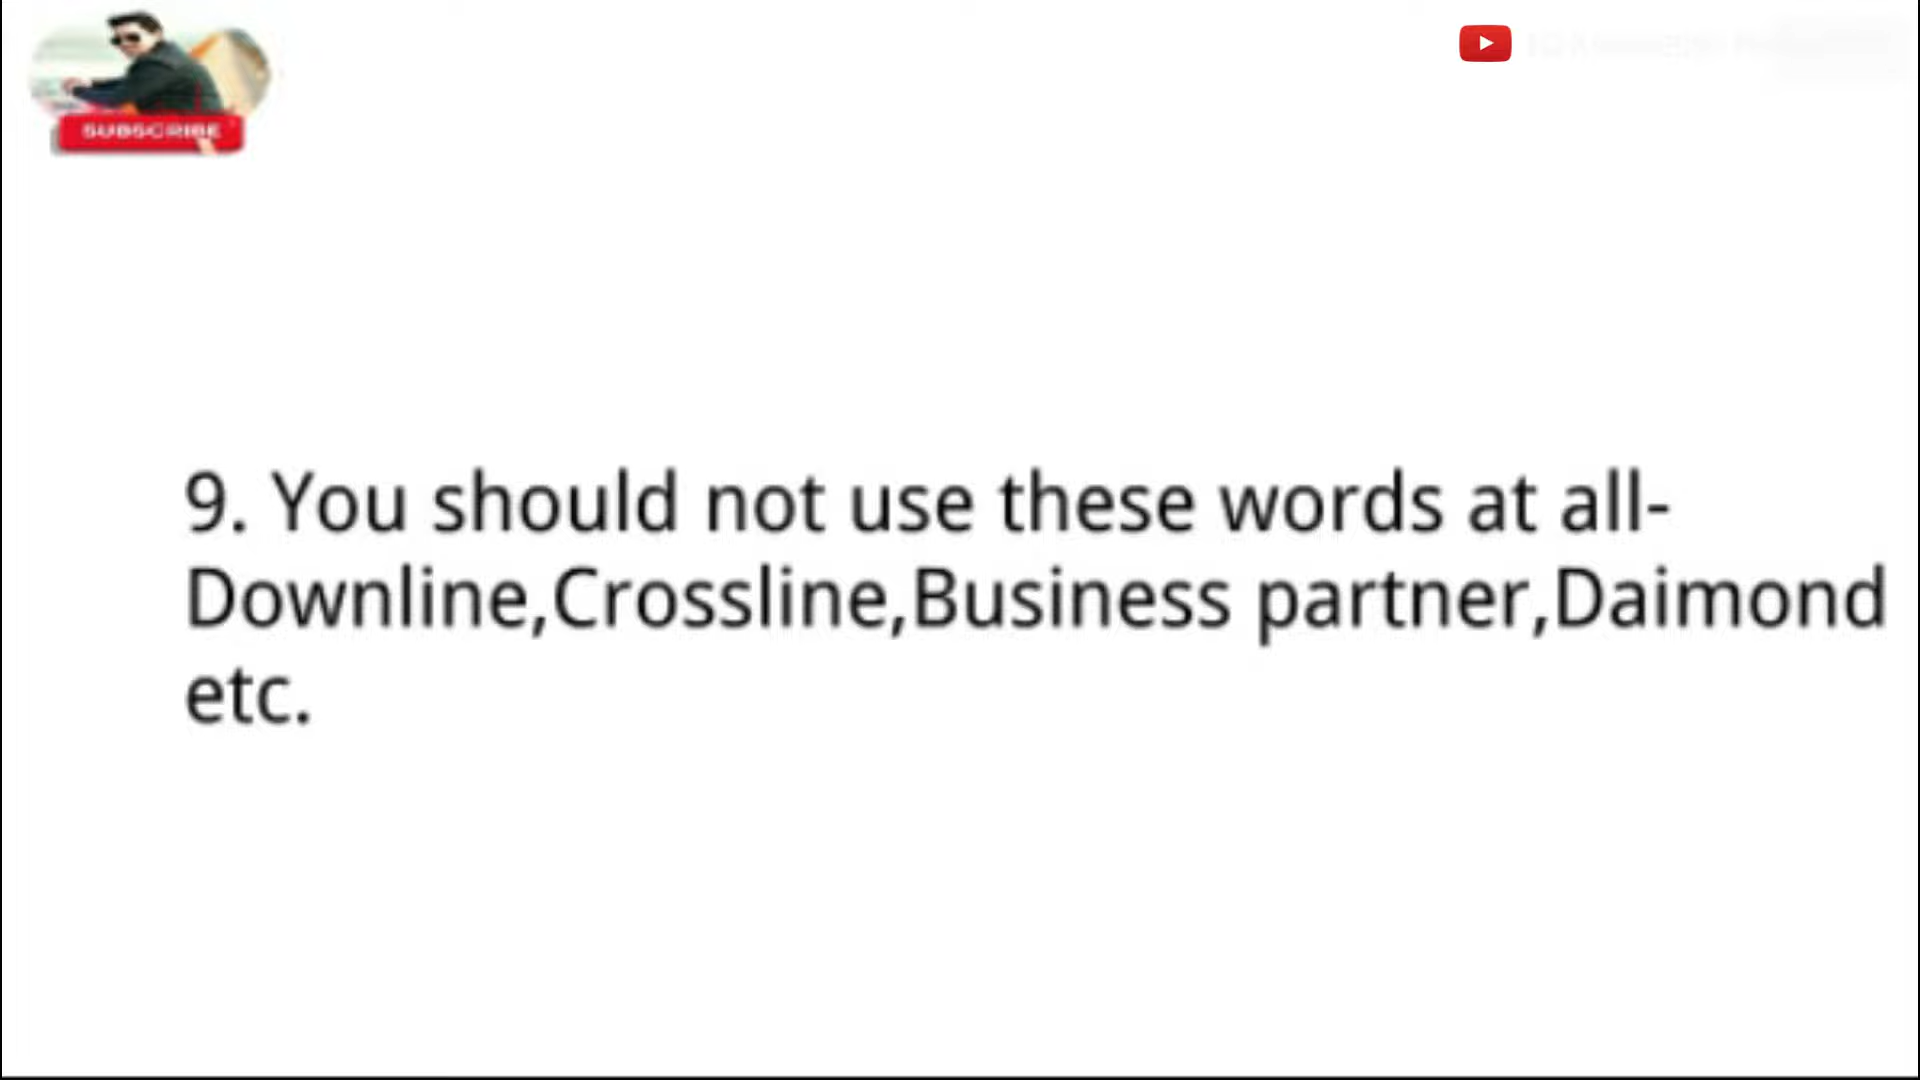 SUBSCRIBE
9. You should not use these words at all-
Downline,Crossline,Business partner,Daimond
etc.